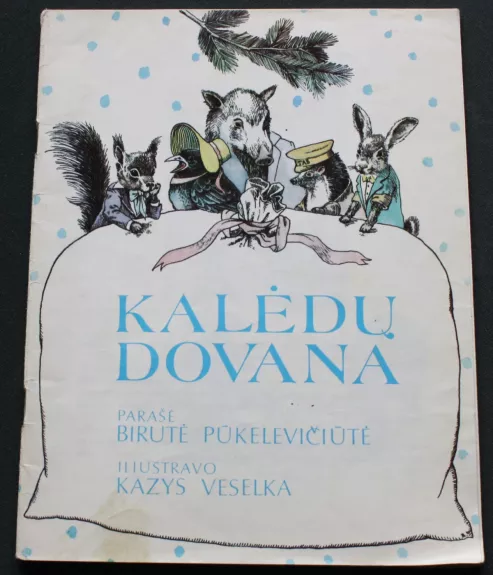 KALĖDŲ
DOVANA
PARAŠĖ
BIRUTĖ PŪKELEVIČIŪTĖ
ILIUSTRAVO
KAZYS VESELKA